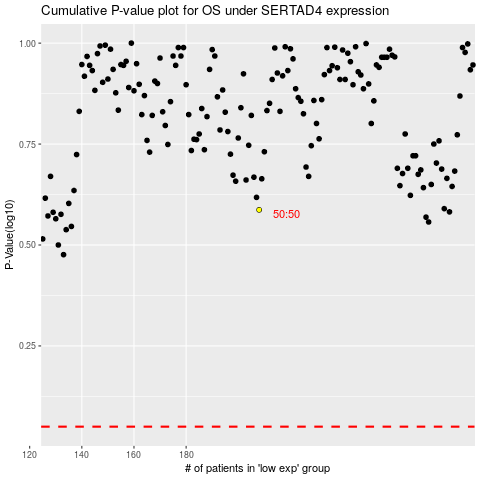 Cumulative P-value plot for OS under SERTAD4 expression
P-Value(log10)
1.00
0.75
0.50
0.25
50:50
120 125 140 160 180
# of patients in 'low exp' group